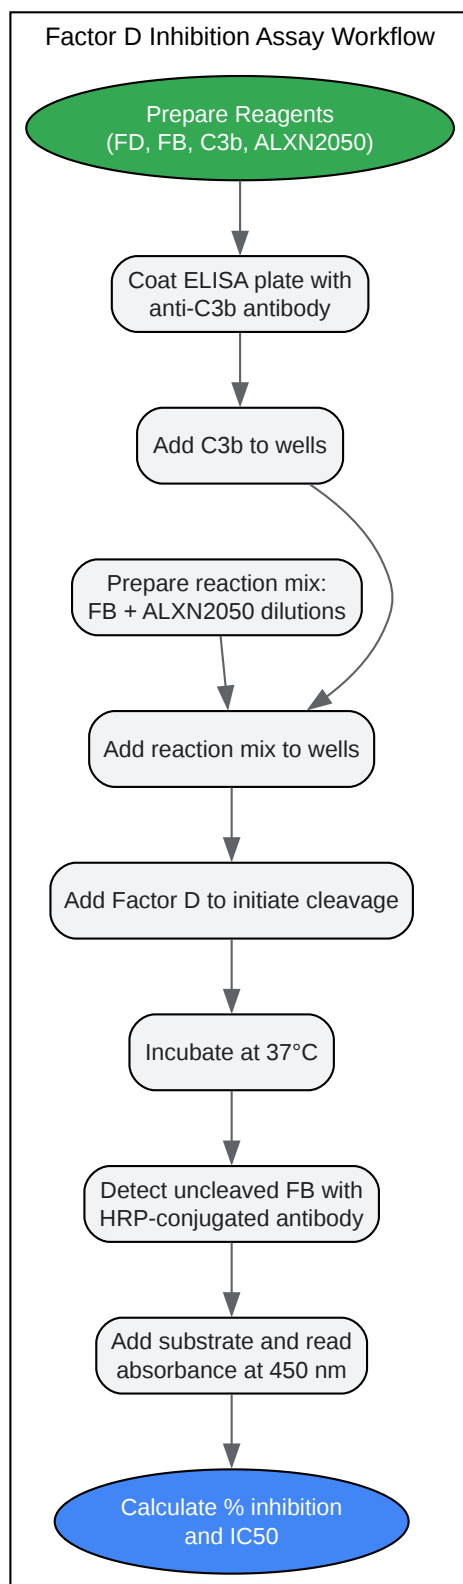 Factor D Inhibition Assay Workflow
Prepare Reagents
(FD, FB, C3b, ALXN2050)
Coat ELISA plate with
anti-C3b antibody
Add C3b to wells
Prepare reaction mix:
FB + ALXN2050 dilutions
Add reaction mix to wells
Add Factor D to initiate cleavage
Incubate at 37°C
Detect uncleaved FB with
HRP-conjugated antibody
Add substrate and read
absorbance at 450 nm
Calculate % inhibition
and IC50